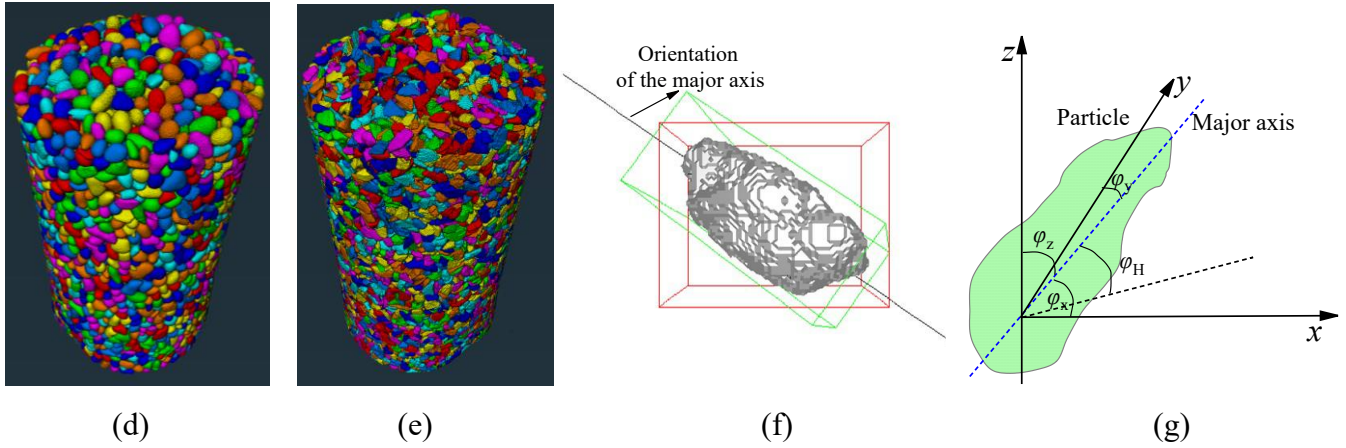 Orientation
of the major axis
z
y
Particle
Major axis
φy
φz
φH
φx
x
(d)
(e)
(f)
(g)